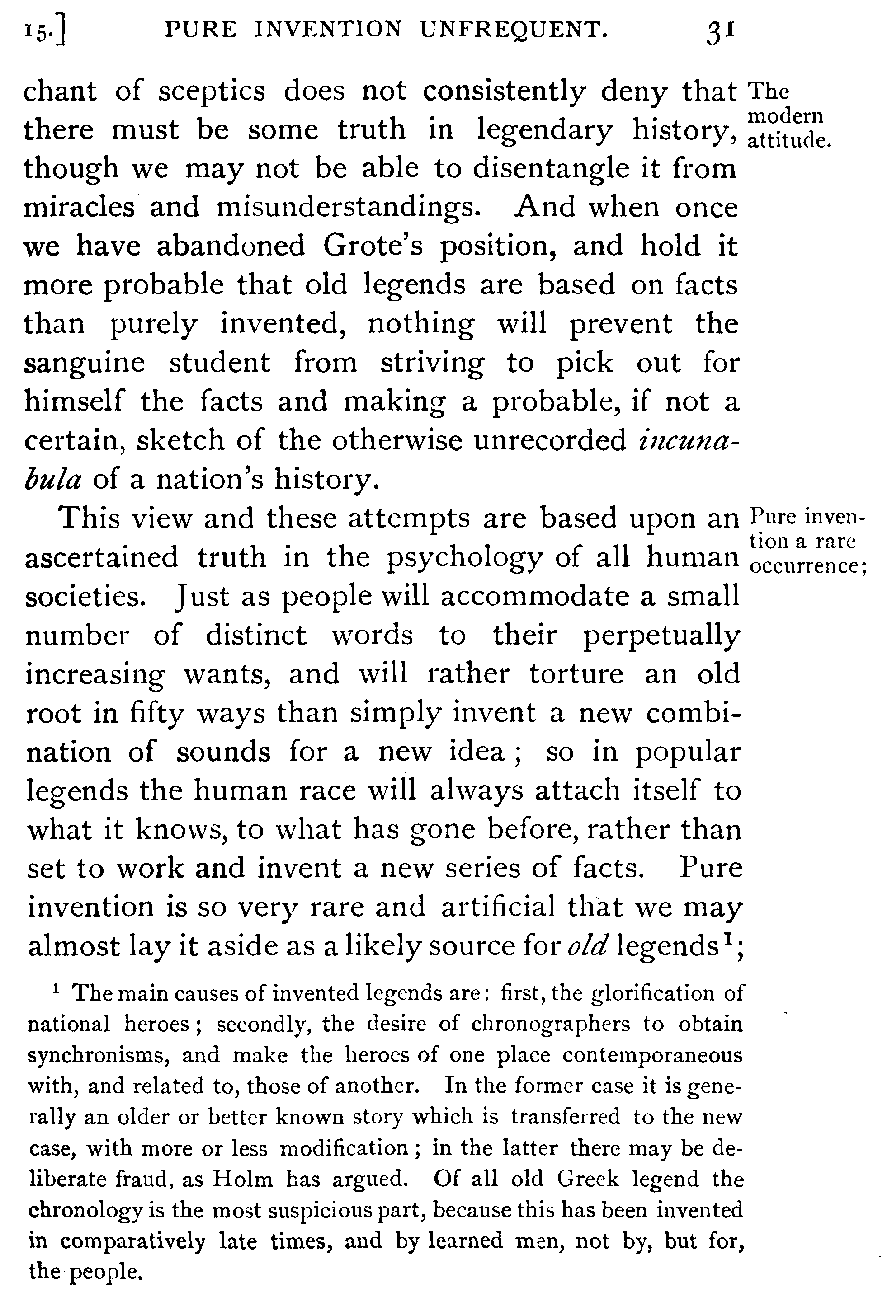 15.] PURE INVENTION UNFREQUENT. 31
chant of sceptics does not consistently deny that
there must be some truth in legendary history,
though we may not be able to disentangle it from
miracles and misunderstandings. And when once
we have abandoned Grote's position, and hold it
more probable that old legends are based on facts
than purely invented, nothing will prevent the
sanguine student from striving to pick out for
himself the facts and making a probable, if not a
certain, sketch of the otherwise unrecorded incuna-
bula of a nation's history.
The
modern
attitude.
This view and these attempts are based upon an
ascertained truth in the psychology of all human
societies. Just as people will accommodate a small
number of distinct words to their perpetually
increasing wants, and will rather torture an old
root in fifty ways than simply invent a new combi-
nation of sounds for a new idea; so in popular
legends the human race will always attach itself to
what it knows, to what has gone before, rather than
set to work and invent a new series of facts. Pure
invention is so very rare and artificial that we may
almost lay it aside as a likely source for old legends¹;
Pure inven-
tion a rare
occurrence;
¹ The main causes of invented legends are: first, the glorification of
national heroes; secondly, the desire of chronographers to obtain
synchronisms, and make the heroes of one place contemporaneous
with, and related to, those of another. In the former case it is gene-
rally an older or better known story which is transferred to the new
case, with more or less modification; in the latter there may be de-
liberate fraud, as Holm has argued. Of all old Greek legend the
chronology is the most suspicious part, because this has been invented
in comparatively late times, and by learned men, not by, but for,
the people.